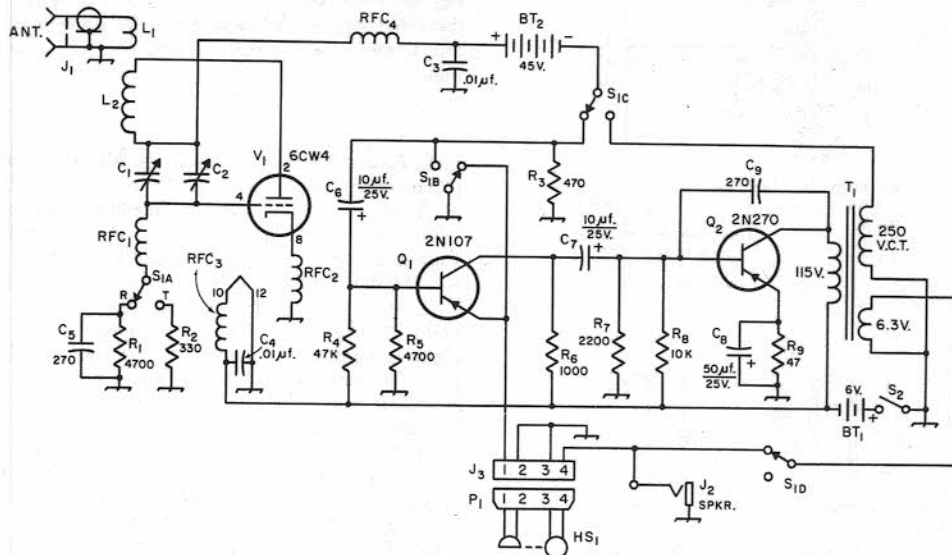 RFC4
BT2
+ −
45V.
ANT.
L1
J1
C3
.01µf.
L2
S1C
V1
6CW4
2
C1
C2
4
8
C6
10µf.
25V.
+
S1B
R3
470
C9
270
T1
250
V.C.T.
RFC1
2N107
Q1
C7
10µf.
25V.
+
Q2
2N270
115V.
RFC3
RFC2
S1A
R
T
10
12
6.3V.
C5
270
R1
4700
R2
330
C4
.01µf.
R4
47K
R5
4700
R6
1000
R7
2200
R8
10K
C8
50µf.
25V.
+
R9
47
6V.
+
BT1
S2
J3
1 2 3 4
P1
1 2 3 4
HS1
J2
SPKR.
S1D